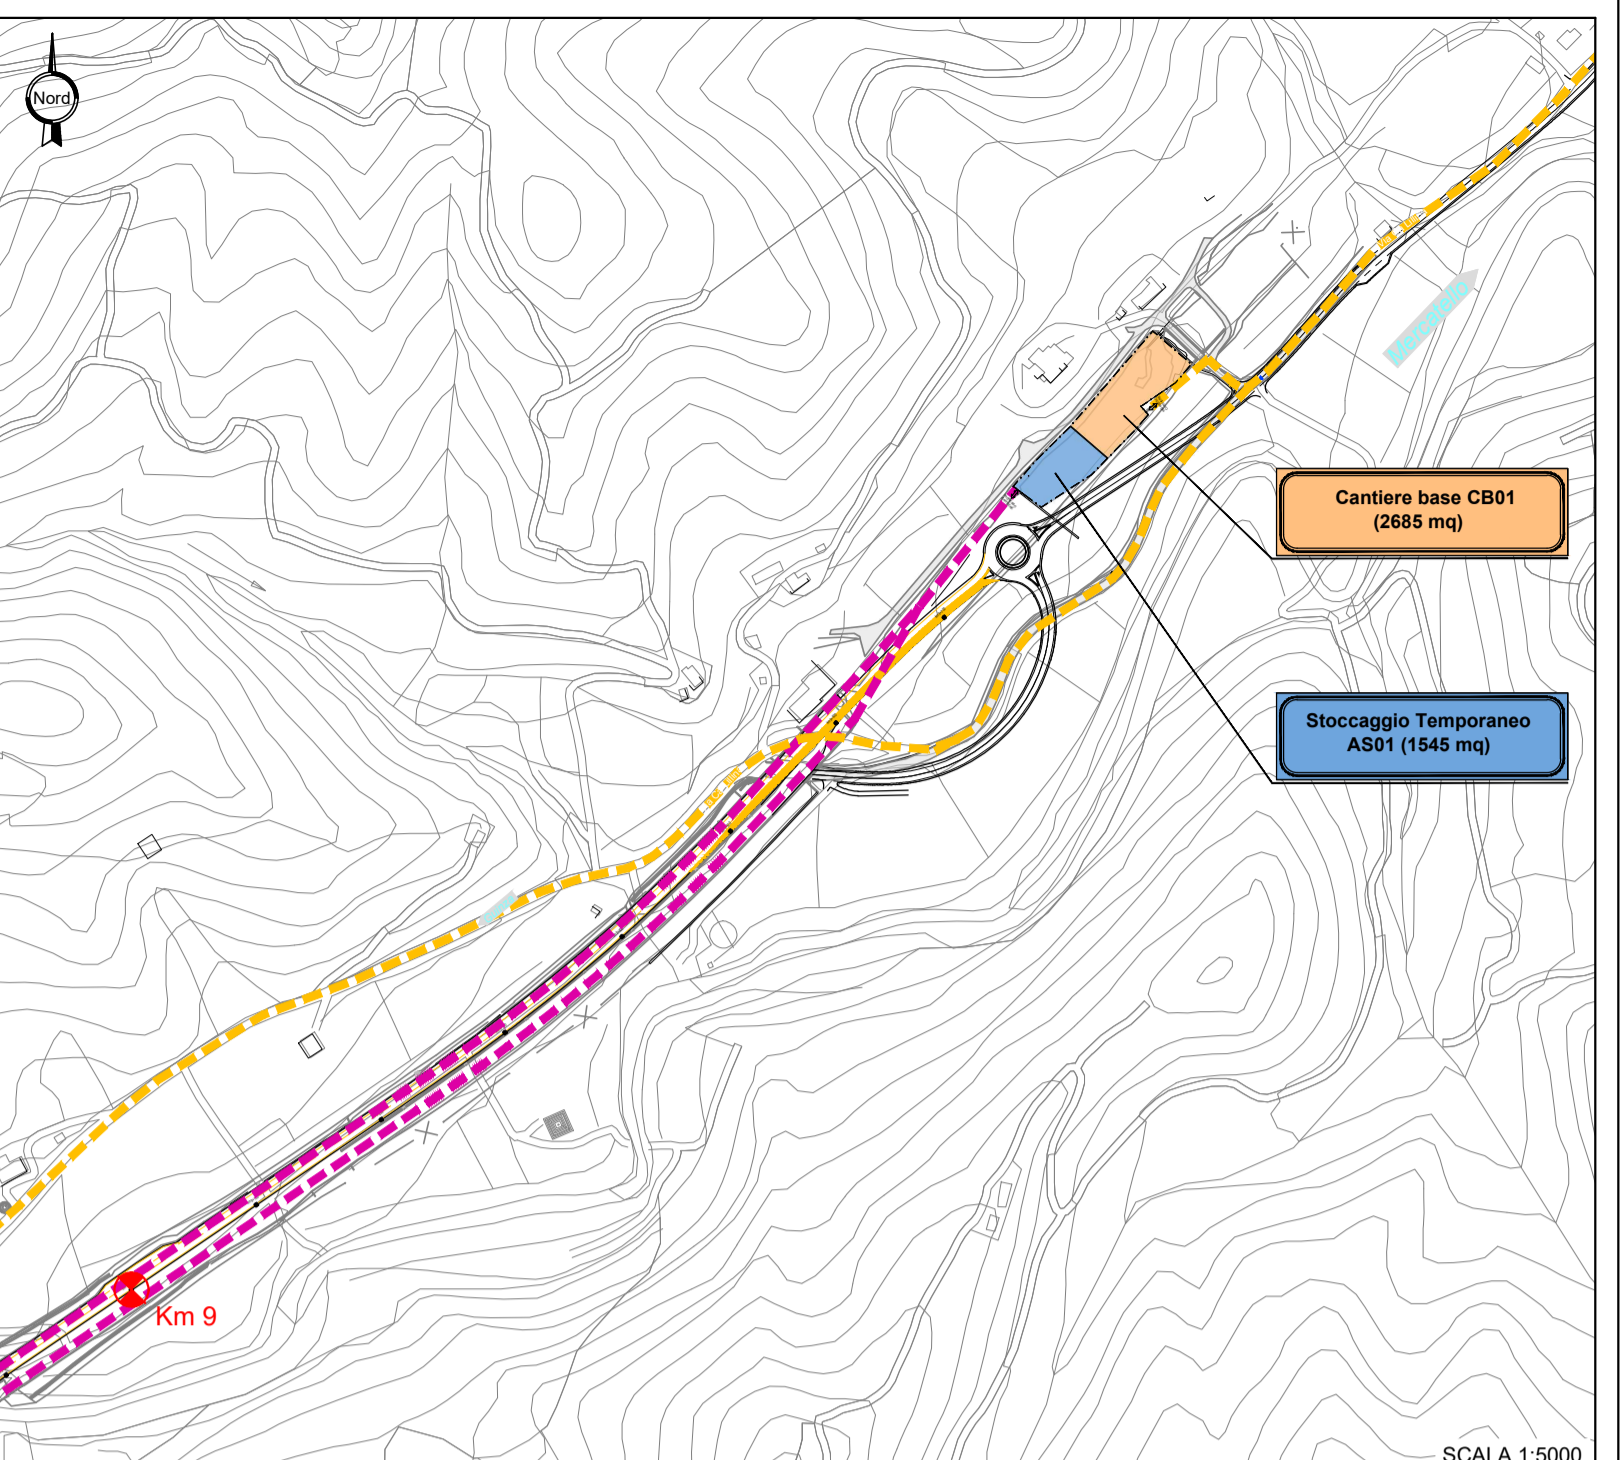 Nord
Mercatello
Cantiere base CB01
(2685 mq)
Stoccaggio Temporaneo
AS01 (1545 mq)
Km 9
SCALA 1:5000